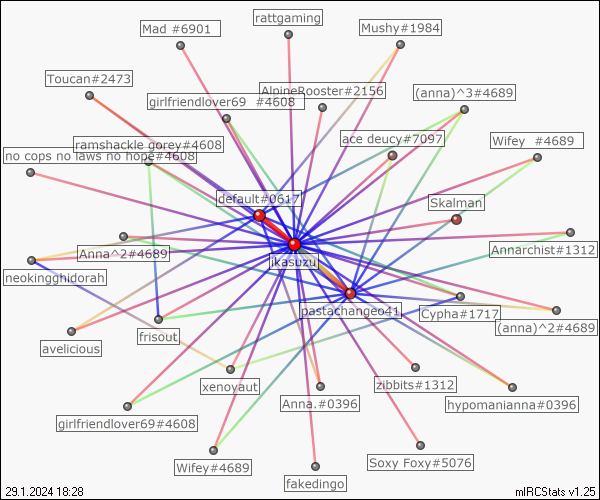 rattgaming
Mad #6901
Mushy#1984
Toucan#2473
AlpineRooster#2156
(anna)^3#4689
girlfriendlover69 #4608
ace deucy#7097
Wifey #4689
ramshackle gorey#4608
no cops no laws no hope#4608
default#0617
Skalman
Anna^2#4689
Annarchist#1312
jkasuzu
neokingghidorah
pastachangeo41
Cypha#1717
(anna)^2#4689
frisout
avelicious
xenoyaut
zibbits#1312
Anna.#0396
hypomanianna#0396
girlfriendlover69#4608
Wifey#4689
Soxy Foxy#5076
fakedingo
29.1.2024 18:28
mIRCStats v1.25